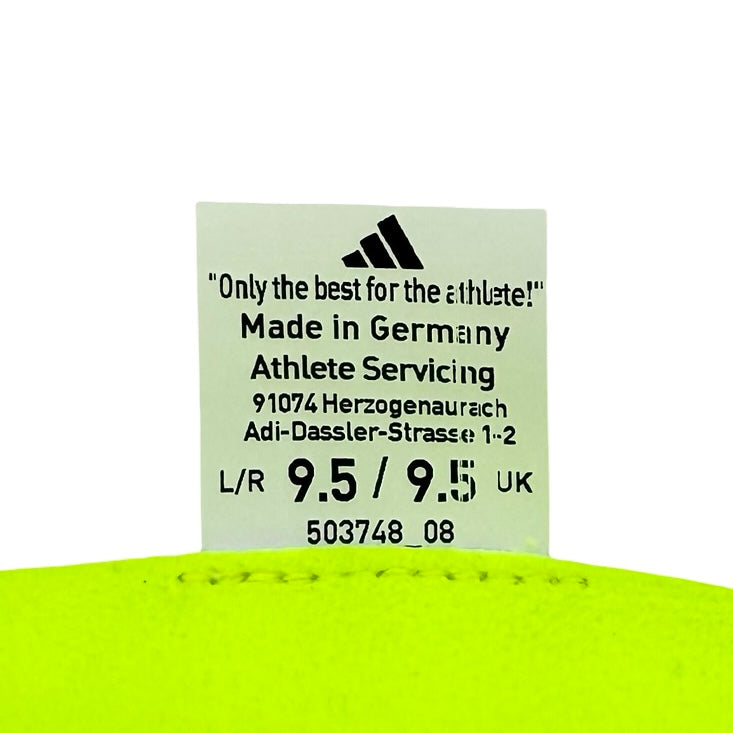 "Only the best for the athlete!"
Made in Germany
Athlete Servicing
91074 Herzogenaurach
Adi-Dassler-Strasse 1-2
L/R 9.5 / 9.5 UK
503748_08